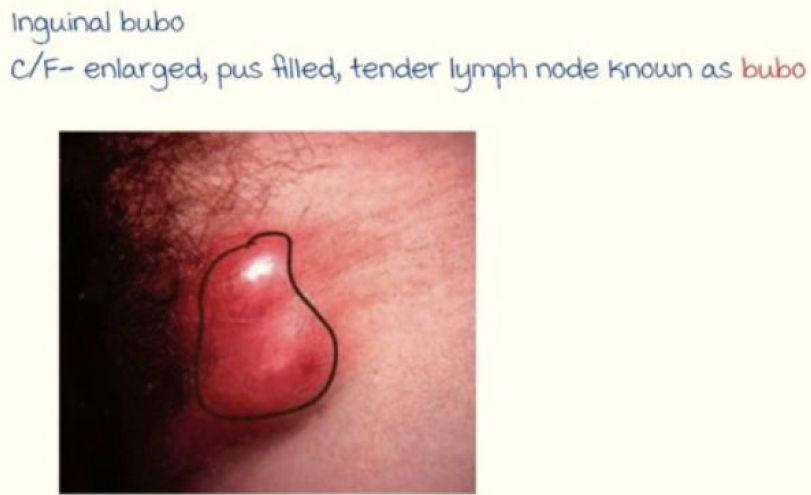 Inguinal bubo
C/F- enlarged, pus filled, tender lymph node known as bubo